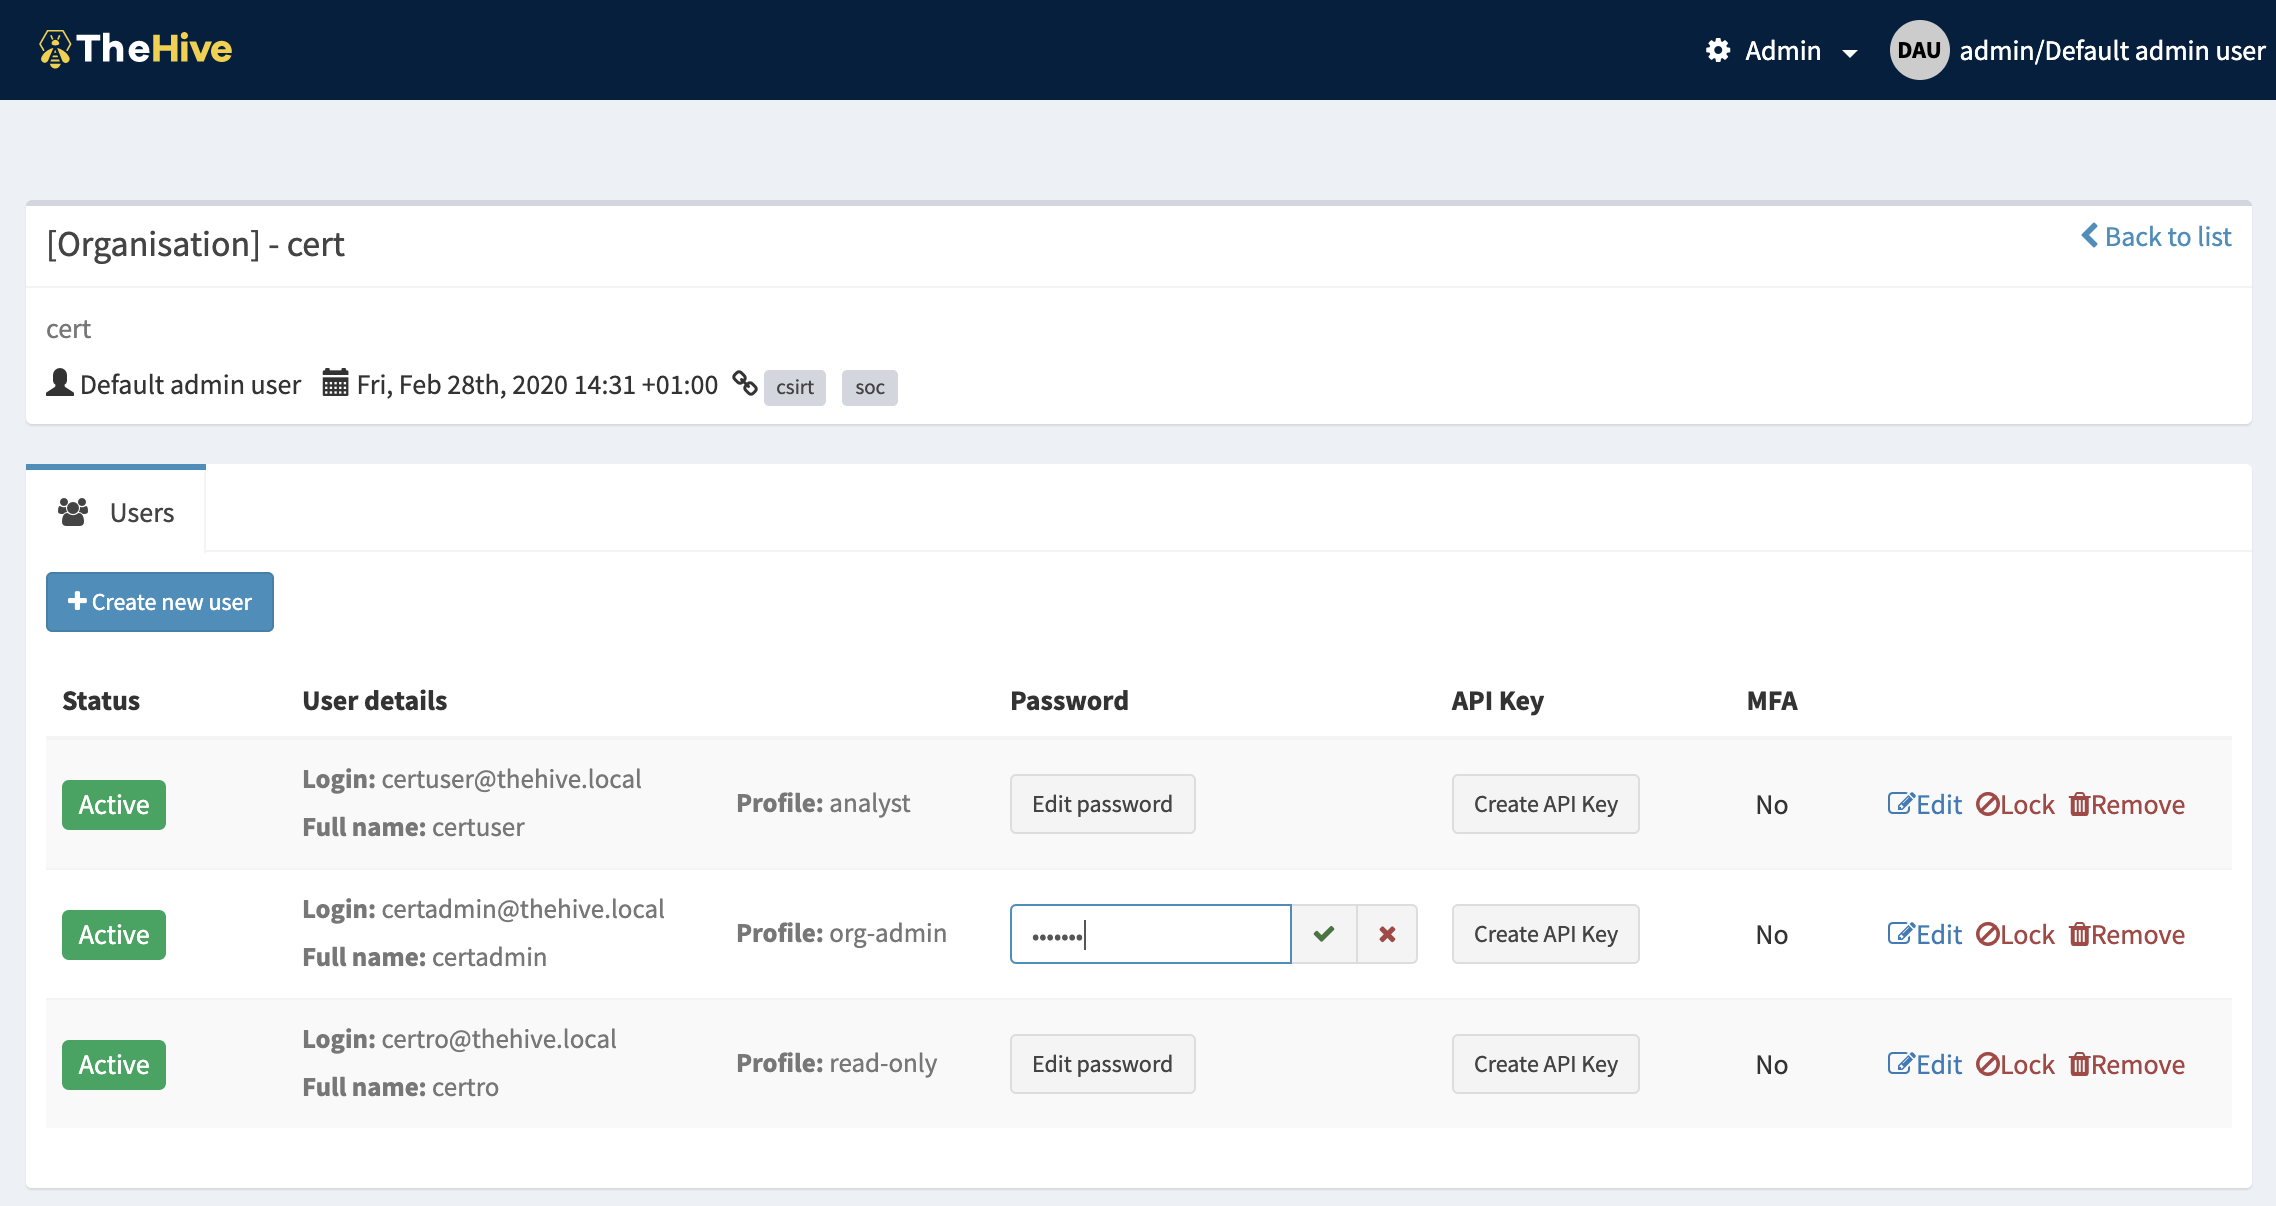 TheHive
Admin DAU admin/Default admin user
[Organisation] - cert Back to list
cert
Default admin user Fri, Feb 28th, 2020 14:31 +01:00 csirt soc
Users
Create new user
Status User details Password API Key MFA
Active Login: certuser@thehive.local Profile: analyst Edit password Create API Key No Edit Lock Remove
Full name: certuser
Active Login: certadmin@thehive.local Profile: org-admin ••••••• Create API Key No Edit Lock Remove
Full name: certadmin
Active Login: certro@thehive.local Profile: read-only Edit password Create API Key No Edit Lock Remove
Full name: certro